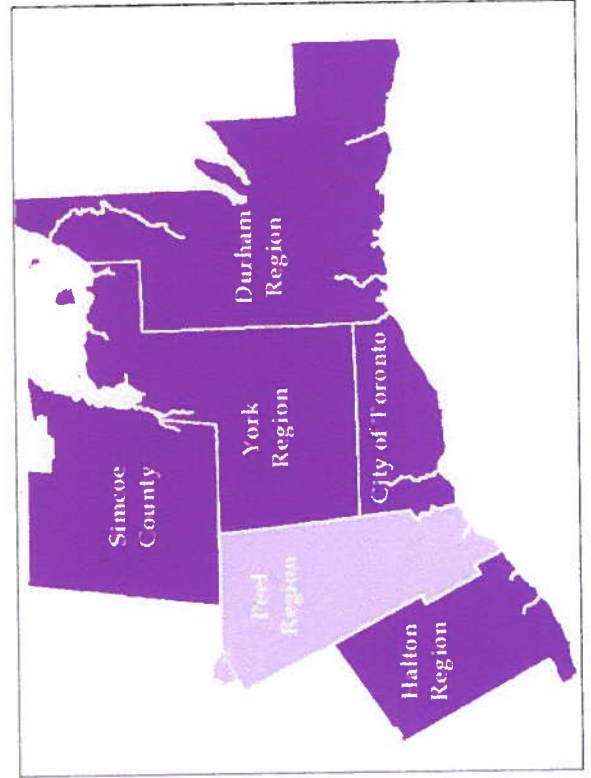 Simcoe
County
York
Region
Durham
Region
Peel
Region
City of Toronto
Halton
Region